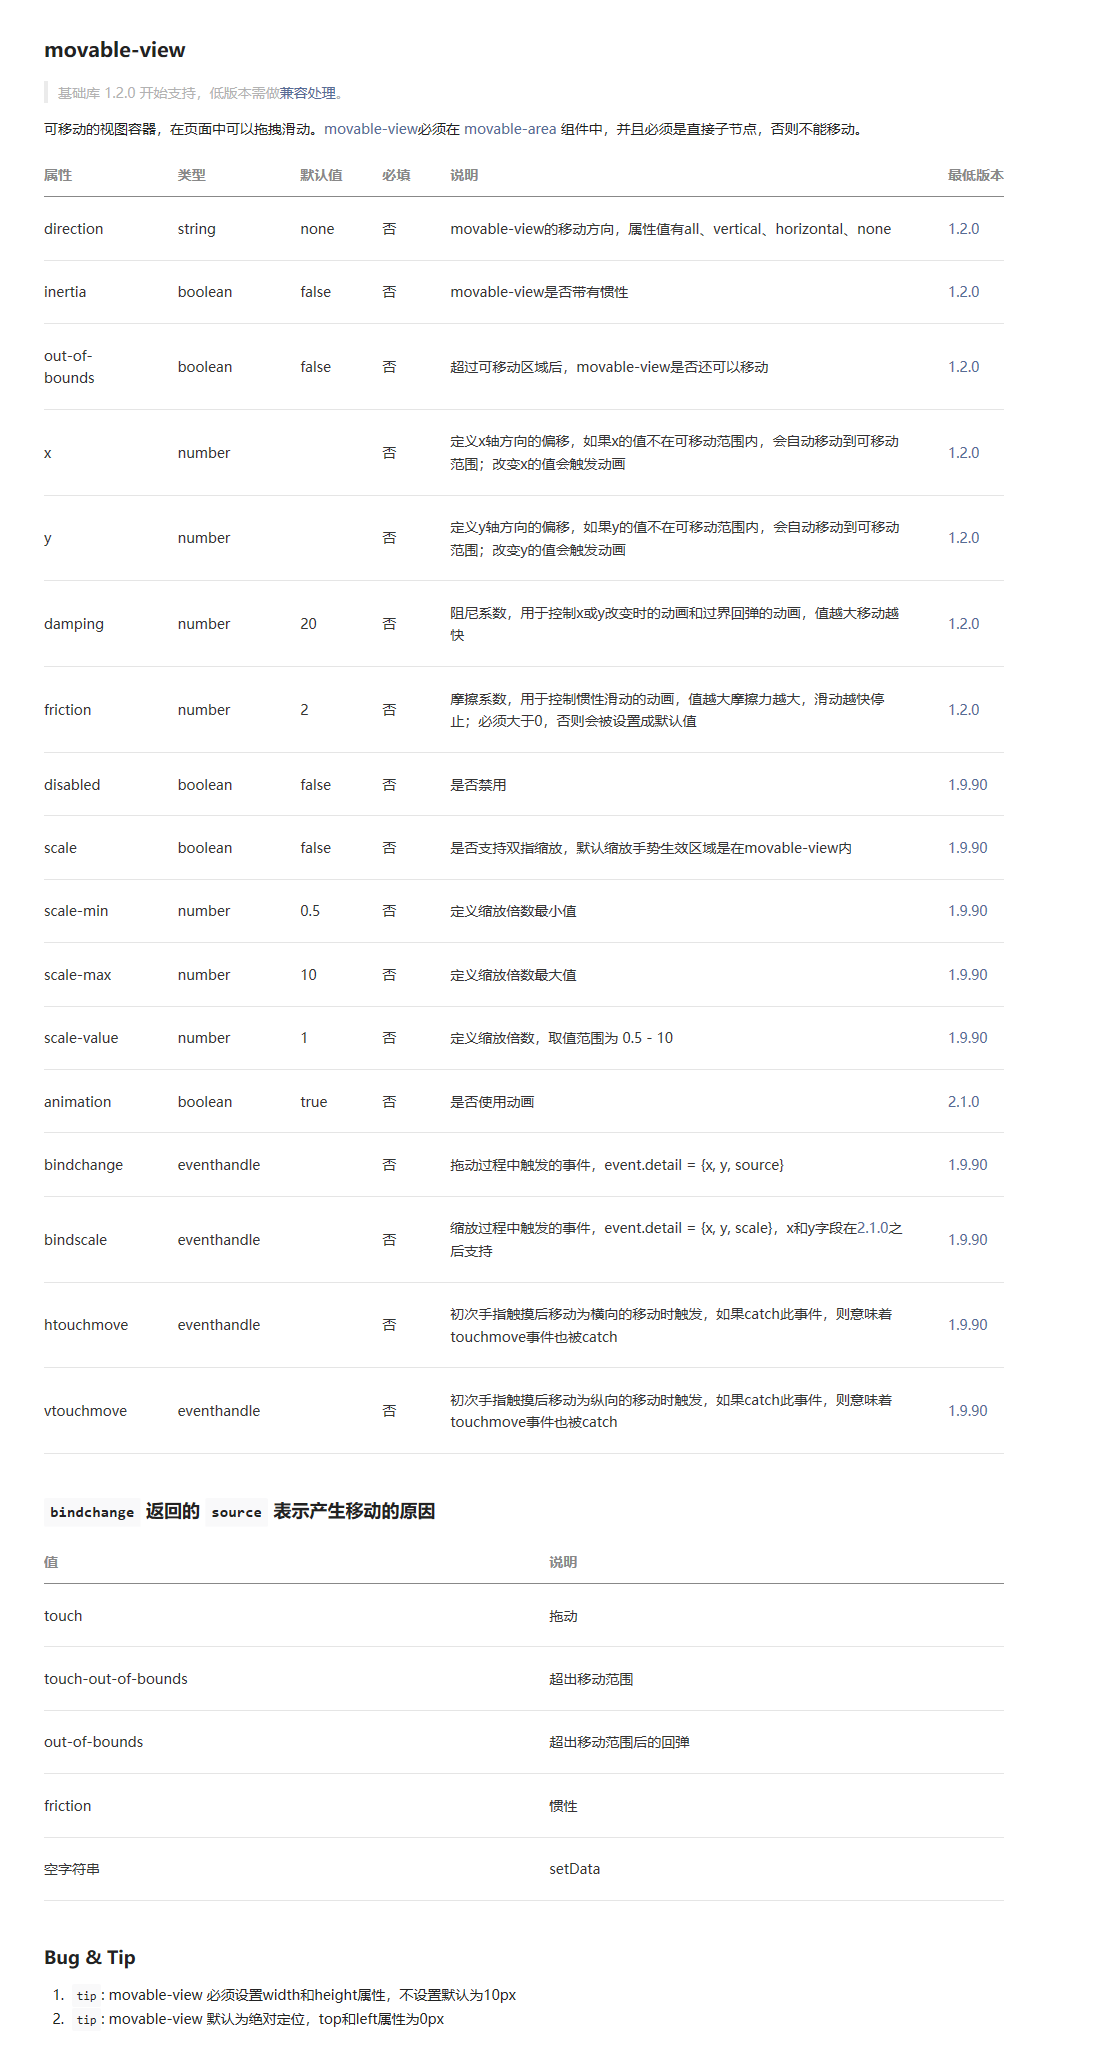 movable-view
基础库 1.2.0 开始支持，低版本需做兼容处理。
可移动的视图容器，在页面中可以拖拽滑动。movable-view必须在 movable-area 组件中，并且必须是直接子节点，否则不能移动。
属性 类型 默认值 必填 说明 最低版本
direction string none 否 movable-view的移动方向，属性值有all、vertical、horizontal、none 1.2.0
inertia boolean false 否 movable-view是否带有惯性 1.2.0
out-of-
bounds boolean false 否 超过可移动区域后，movable-view是否还可以移动 1.2.0
x number 否 定义x轴方向的偏移，如果x的值不在可移动范围内，会自动移动到可移动
范围；改变x的值会触发动画 1.2.0
y number 否 定义y轴方向的偏移，如果y的值不在可移动范围内，会自动移动到可移动
范围；改变y的值会触发动画 1.2.0
damping number 20 否 阻尼系数，用于控制x或y改变时的动画和过界回弹的动画，值越大移动越
快 1.2.0
friction number 2 否 摩擦系数，用于控制惯性滑动的动画，值越大摩擦力越大，滑动越快停
止；必须大于0，否则会被设置成默认值 1.2.0
disabled boolean false 否 是否禁用 1.9.90
scale boolean false 否 是否支持双指缩放，默认缩放手势生效区域是在movable-view内 1.9.90
scale-min number 0.5 否 定义缩放倍数最小值 1.9.90
scale-max number 10 否 定义缩放倍数最大值 1.9.90
scale-value number 1 否 定义缩放倍数，取值范围为 0.5 - 10 1.9.90
animation boolean true 否 是否使用动画 2.1.0
bindchange eventhandle 否 拖动过程中触发的事件，event.detail = {x, y, source} 1.9.90
bindscale eventhandle 否 缩放过程中触发的事件，event.detail = {x, y, scale}，x和y字段在2.1.0之
后支持 1.9.90
htouchmove eventhandle 否 初次手指触摸后移动为横向的移动时触发，如果catch此事件，则意味着
touchmove事件也被catch 1.9.90
vtouchmove eventhandle 否 初次手指触摸后移动为纵向的移动时触发，如果catch此事件，则意味着
touchmove事件也被catch 1.9.90
bindchange 返回的 source 表示产生移动的原因
值 说明
touch 拖动
touch-out-of-bounds 超出移动范围
out-of-bounds 超出移动范围后的回弹
friction 惯性
空字符串 setData
Bug & Tip
1. tip: movable-view 必须设置width和height属性，不设置默认为10px
2. tip: movable-view 默认为绝对定位，top和left属性为0px